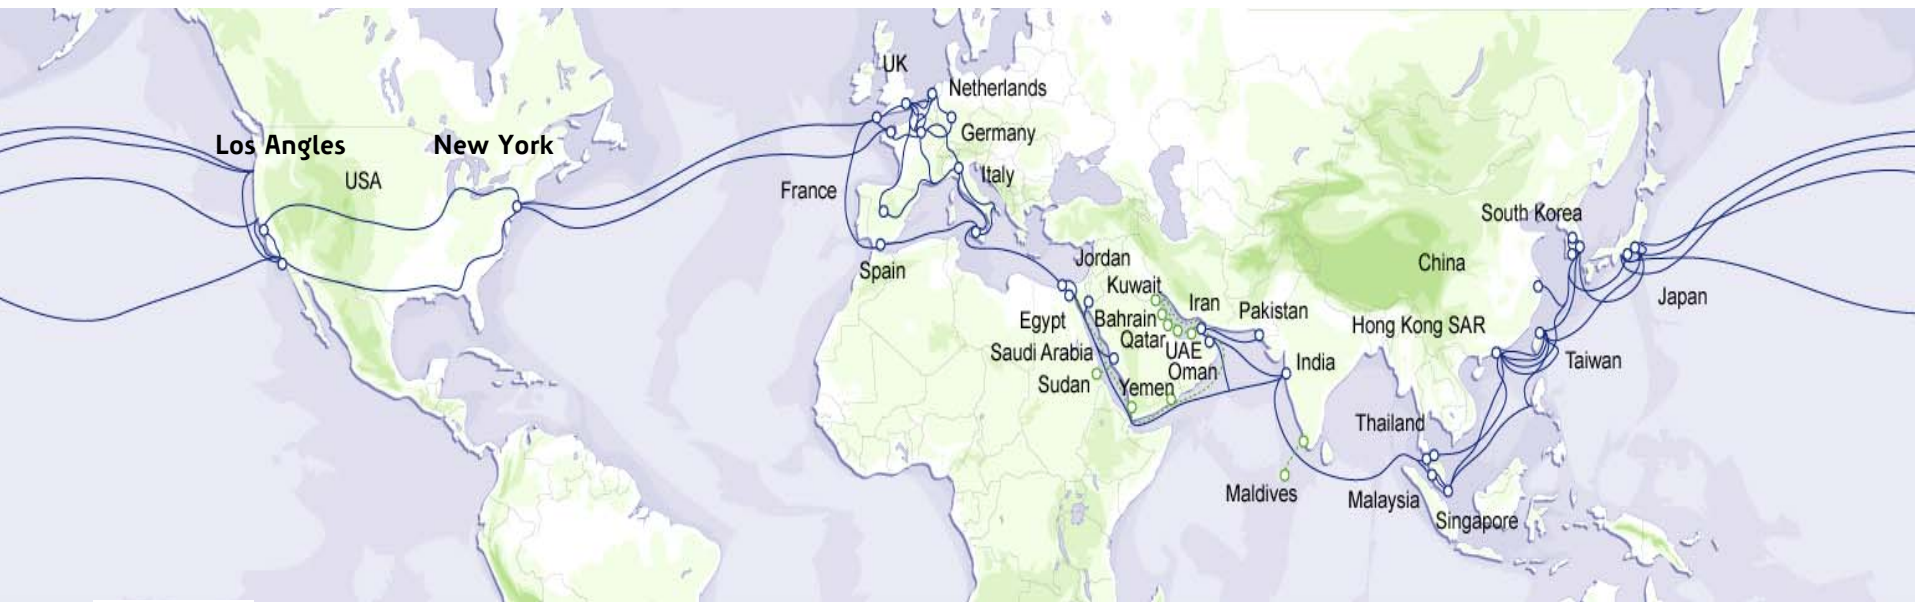 UK
Netherlands
Germany
Los Angles
New York
USA
France
Italy
Spain
South Korea
China
Japan
Jordan
Kuwait
Iran
Pakistan
Egypt
Bahrain
Hong Kong SAR
Qatar
Saudi Arabia
UAE
India
Taiwan
Oman
Sudan
Yemen
Thailand
Maldives
Malaysia
Singapore